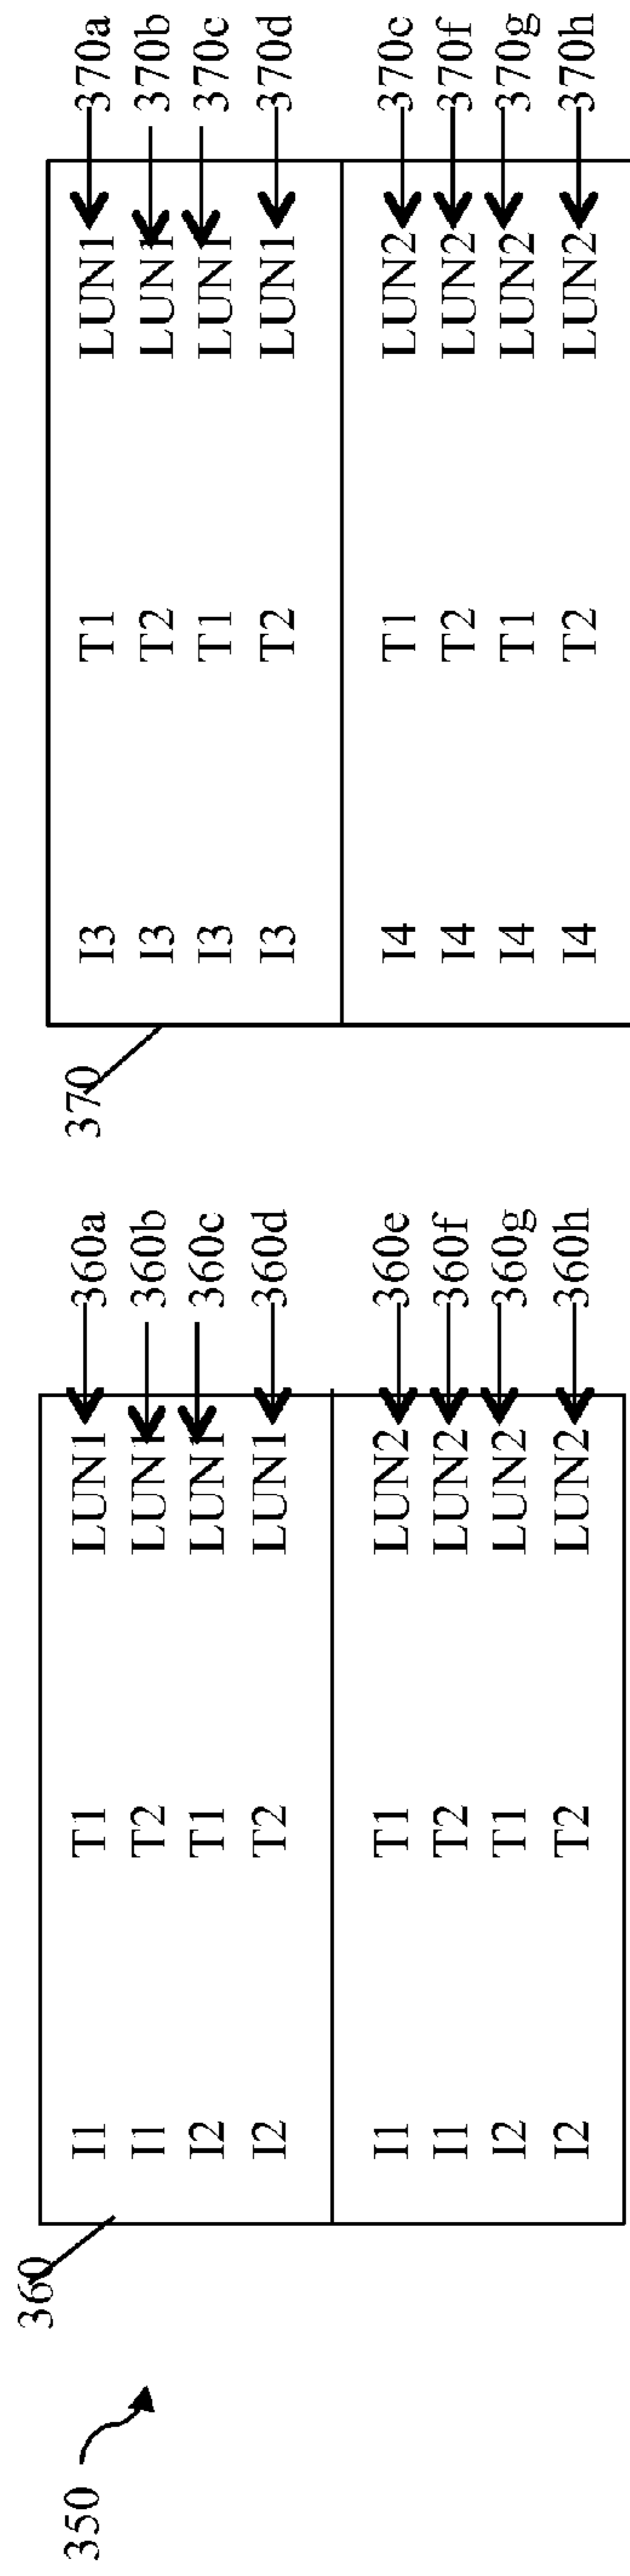 350
360
I1 T1 LUN1 360a
I1 T2 LUN1 360b
I2 T1 LUN1 360c
I2 T2 LUN1 360d
I1 T1 LUN2 360e
I1 T2 LUN2 360f
I2 T1 LUN2 360g
I2 T2 LUN2 360h
370
I3 T1 LUN1 370a
I3 T2 LUN1 370b
I3 T1 LUN1 370c
I3 T2 LUN1 370d
I4 T1 LUN2 370c
I4 T2 LUN2 370f
I4 T1 LUN2 370g
I4 T2 LUN2 370h